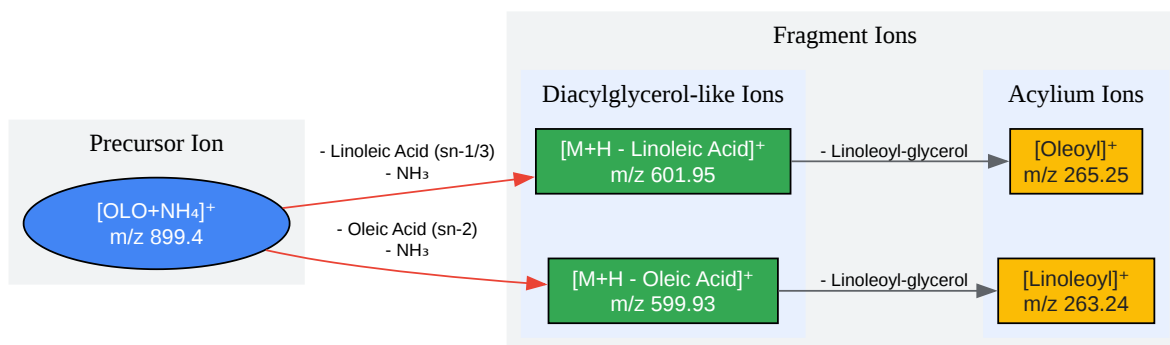 Fragment Ions
Precursor Ion
Diacylglycerol-like Ions
Acylium Ions
[OLO+NH₄]⁺
m/z 899.4
- Linoleic Acid (sn-1/3)
- NH₃
- Oleic Acid (sn-2)
- NH₃
[M+H - Linoleic Acid]⁺
m/z 601.95
- Linoleoyl-glycerol
[Oleoyl]⁺
m/z 265.25
[M+H - Oleic Acid]⁺
m/z 599.93
- Linoleoyl-glycerol
[Linoleoyl]⁺
m/z 263.24